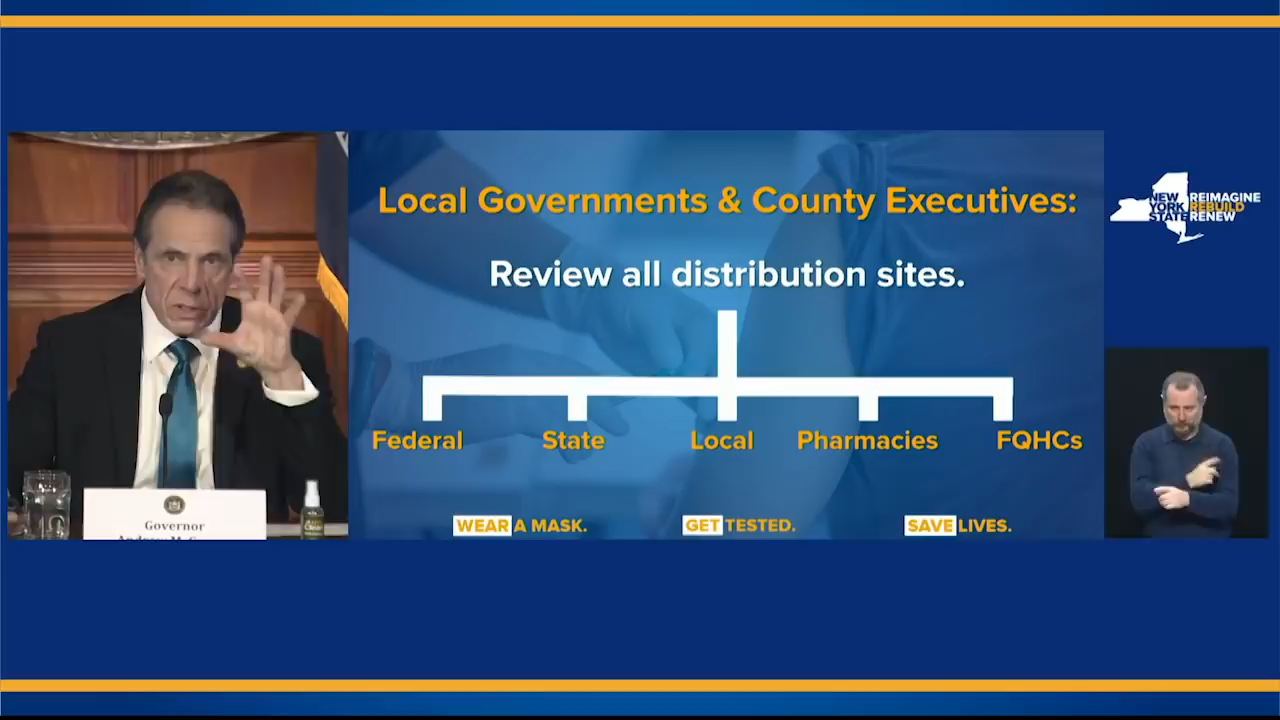 Local Governments & County Executives:
Review all distribution sites.
Federal
State
Local
Pharmacies
FQHCs
WEAR A MASK.
GET TESTED.
SAVE LIVES.
NEW YORK STATE
REIMAGINE
REBUILD
RENEW
Governor